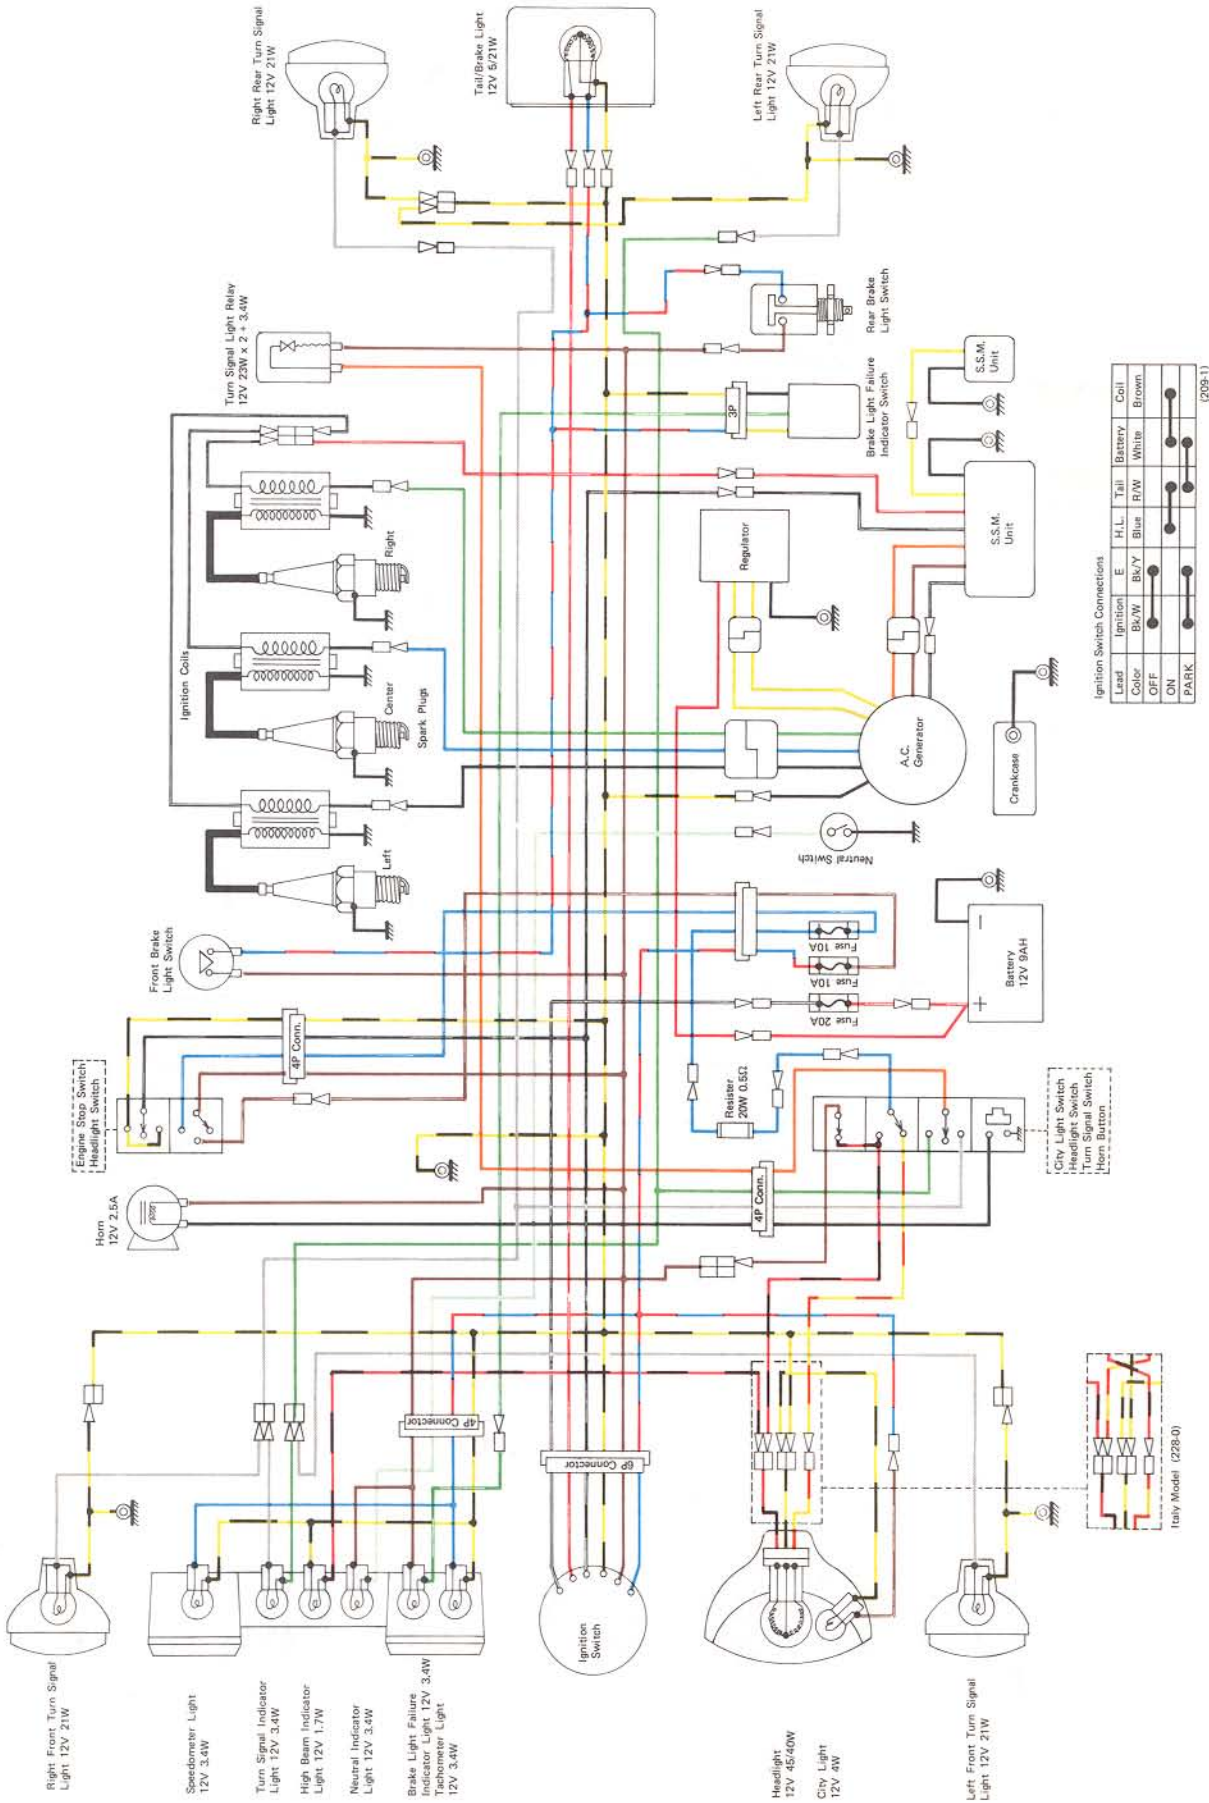 Right Rear Turn Signal
Light 12V 21W
Tail/Brake Light
12V 5/21W
Left Rear Turn Signal
Light 12V 21W
Turn Signal Light Relay
12V 23W x 2 + 3.4W
Rear Brake
Light Switch
Brake Light Failure
Indicator Switch
3P
S.S.M.
Unit
S.S.M.
Unit
Regulator
Ignition Coils
Right
Center
Spark Plugs
Left
A.C.
Generator
Crankcase
Neutral Switch
Front Brake
Light Switch
Fuse 10A
Fuse 10A
Fuse 20A
Battery
12V 9AH
−
+
4P Conn.
Engine Stop Switch
Headlight Switch
Resister
20W 0.5Ω
City Light Switch
Headlight Switch
Turn Signal Switch
Horn Button
4P Conn.
Horn
12V 2.5A
4P Connector
6P Connector
Italy Model (228-0)
Ignition
Switch
Right Front Turn Signal
Light 12V 21W
Speedometer Light
12V 3.4W
Turn Signal Indicator
Light 12V 3.4W
High Beam Indicator
Light 12V 1.7W
Neutral Indicator
Light 12V 3.4W
Brake Light Failure
Indicator Light 12V 3.4W
Tachometer Light
12V 3.4W
Headlight
12V 45/40W
City Light
12V 4W
Left Front Turn Signal
Light 12V 21W
Ignition Switch Connections
Lead Ignition E H.L. Tail Battery Coil
Color Bk/W Bk/Y Blue R/W White Brown
OFF
ON
PARK
(209-1)